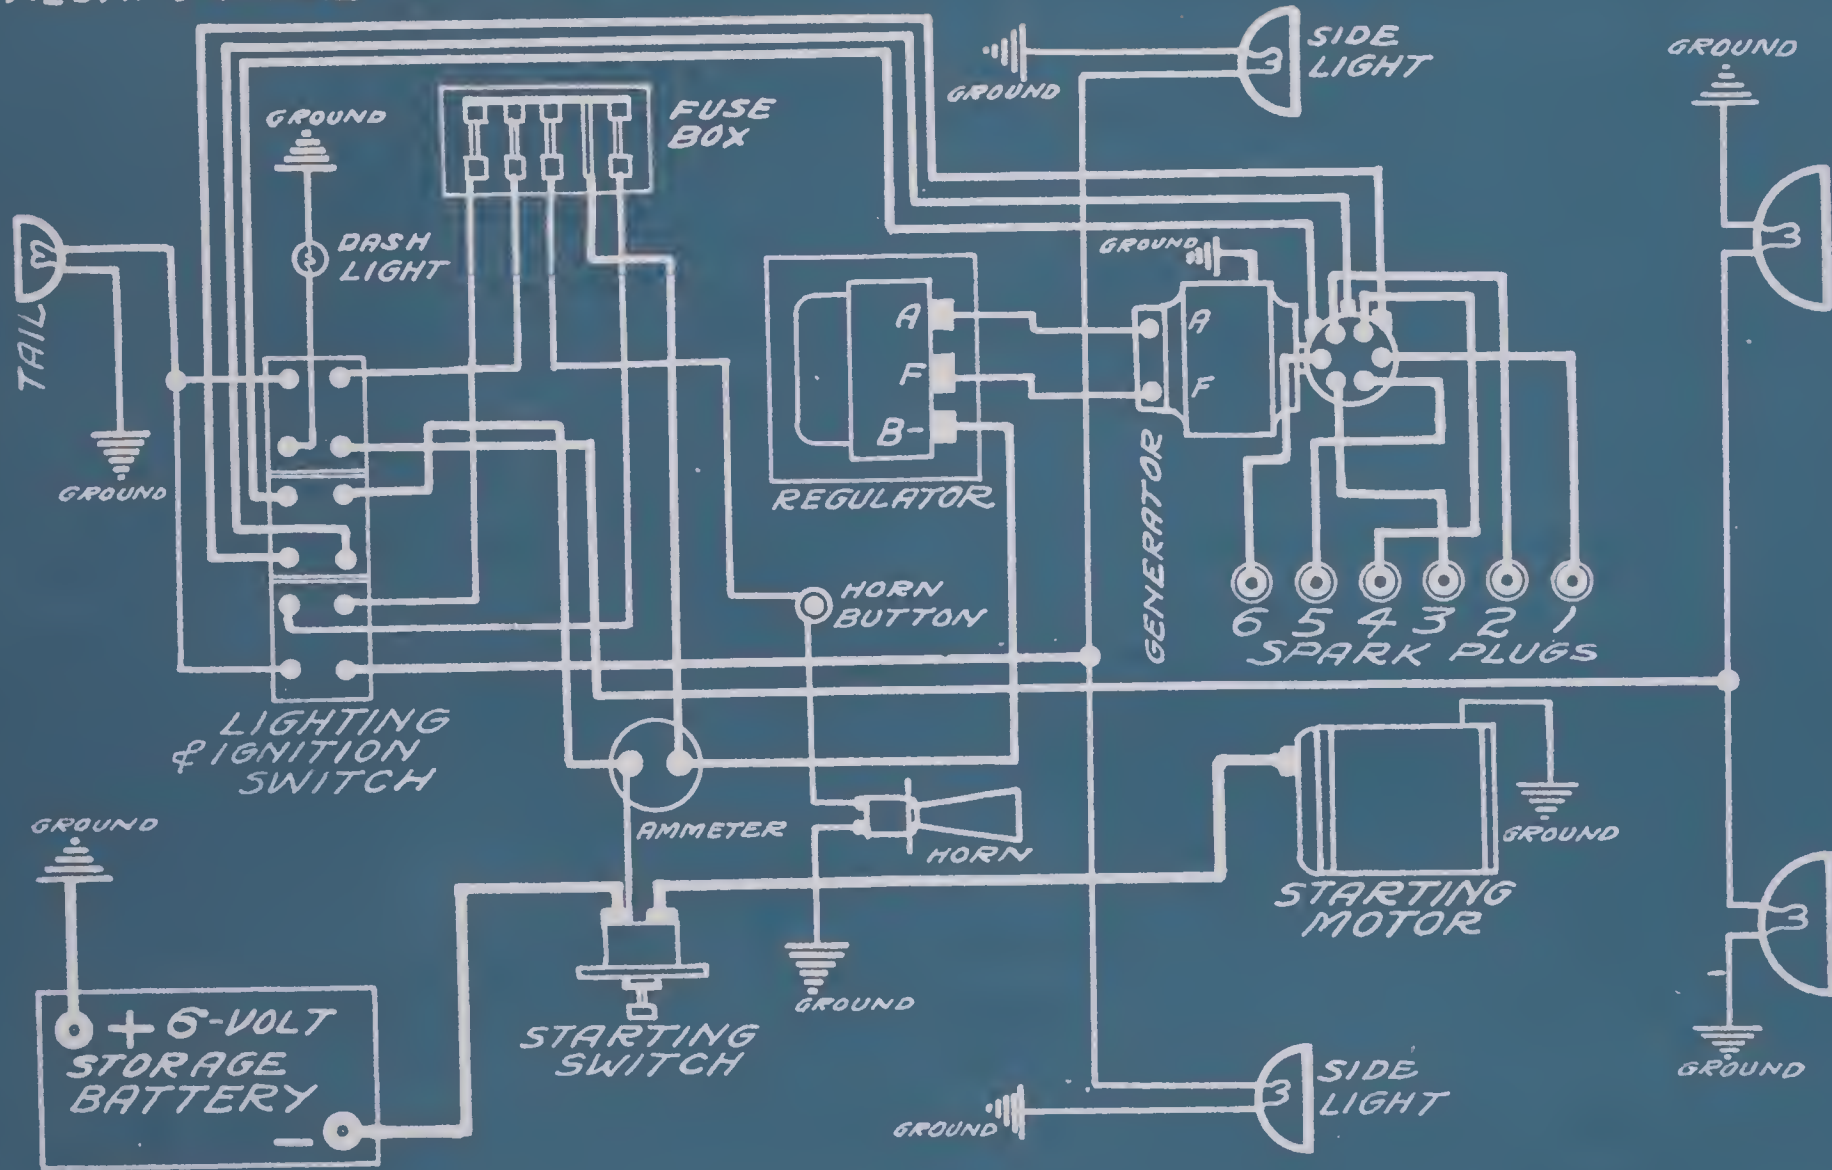 SIDE
LIGHT
GROUND
GROUND
GROUND
FUSE
BOX
DASH
LIGHT
GROUND
TAIL
A
F
B-
A
F
GROUND
REGULATOR
GENERATOR
HORN
BUTTON
6 5 4 3 2 1
SPARK PLUGS
LIGHTING
& IGNITION
SWITCH
AMMETER
HORN
GROUND
STARTING
MOTOR
GROUND
GROUND
+ 6-VOLT
STORAGE
BATTERY
-
STARTING
SWITCH
GROUND
SIDE
LIGHT
GROUND
GROUND